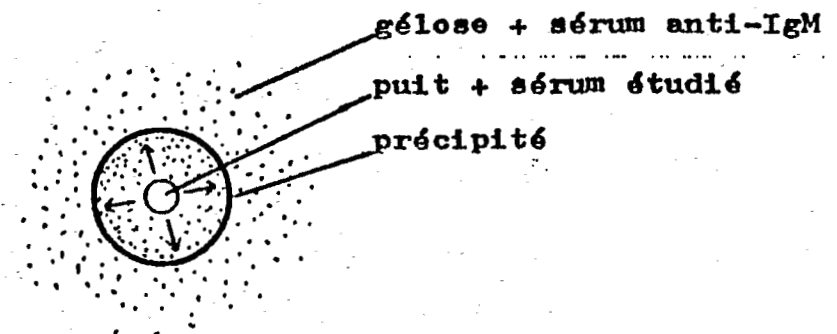 gélose + sérum anti-IgM
puit + sérum étudié
précipité